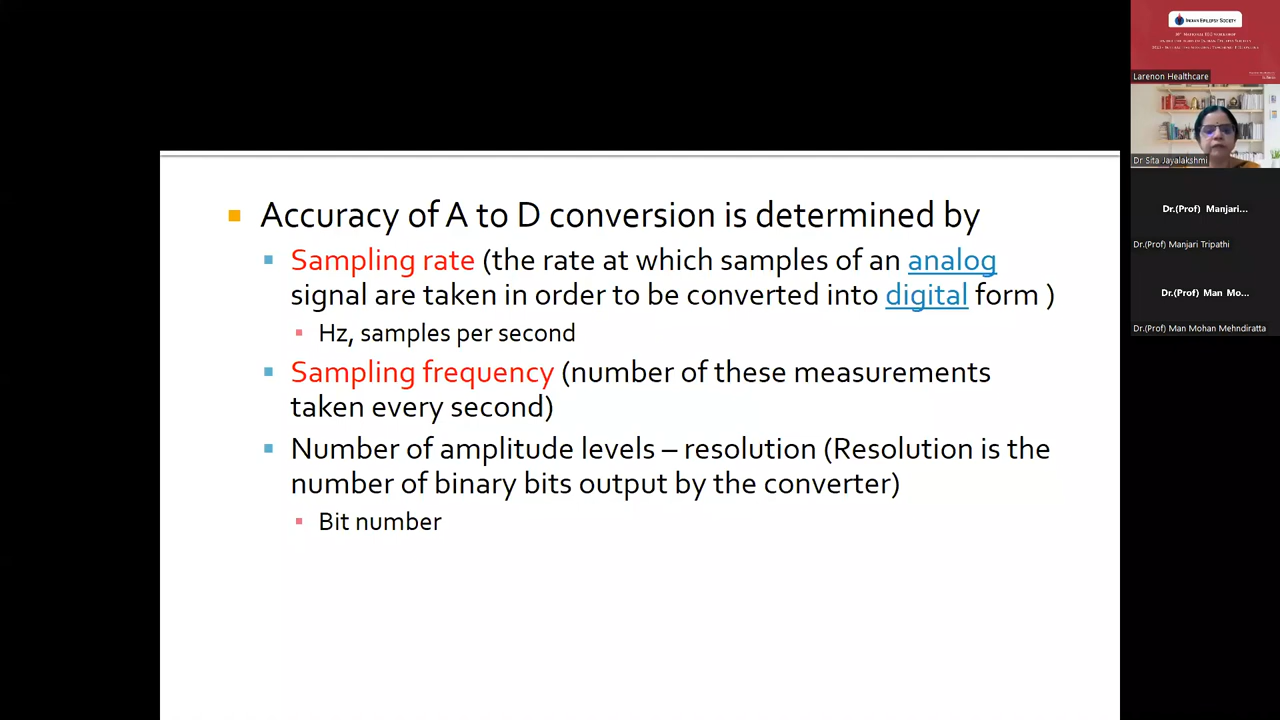 Accuracy of A to D conversion is determined by
Sampling rate (the rate at which samples of an analog
signal are taken in order to be converted into digital form )
Hz, samples per second
Sampling frequency (number of these measurements
taken every second)
Number of amplitude levels – resolution (Resolution is the
number of binary bits output by the converter)
Bit number
INDIAN EPILEPSY SOCIETY
Larenon Healthcare
Dr Sita Jayalakshmi
Dr.(Prof) Manjari...
Dr.(Prof) Manjari Tripathi
Dr.(Prof) Man Mo...
Dr.(Prof) Man Mohan Mehndiratta